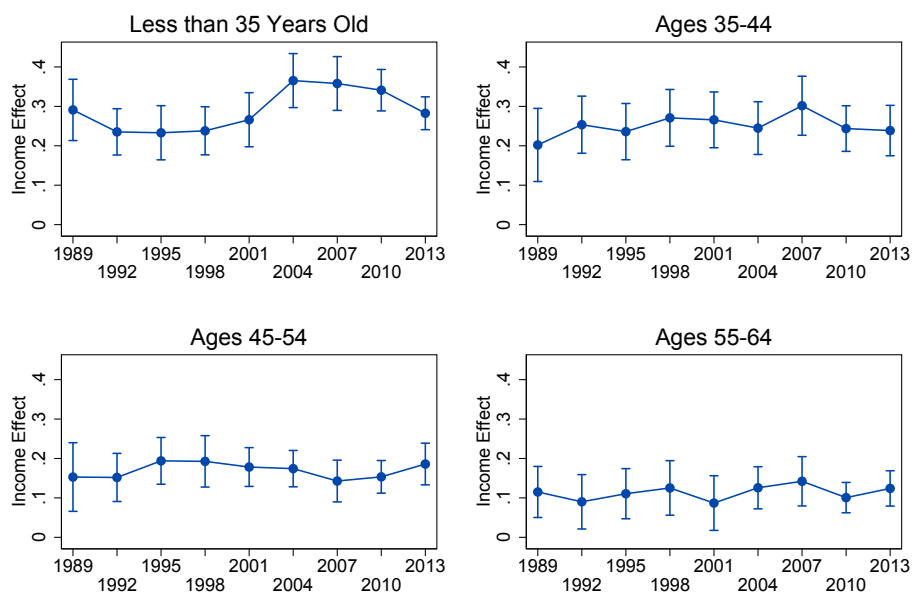 Less than 35 Years Old
Income Effect
0 .1 .2 .3 .4
1989 1992 1995 1998 2001 2004 2007 2010 2013
Ages 35-44
Income Effect
0 .1 .2 .3 .4
1989 1992 1995 1998 2001 2004 2007 2010 2013
Ages 45-54
Income Effect
0 .1 .2 .3 .4
1989 1992 1995 1998 2001 2004 2007 2010 2013
Ages 55-64
Income Effect
0 .1 .2 .3 .4
1989 1992 1995 1998 2001 2004 2007 2010 2013